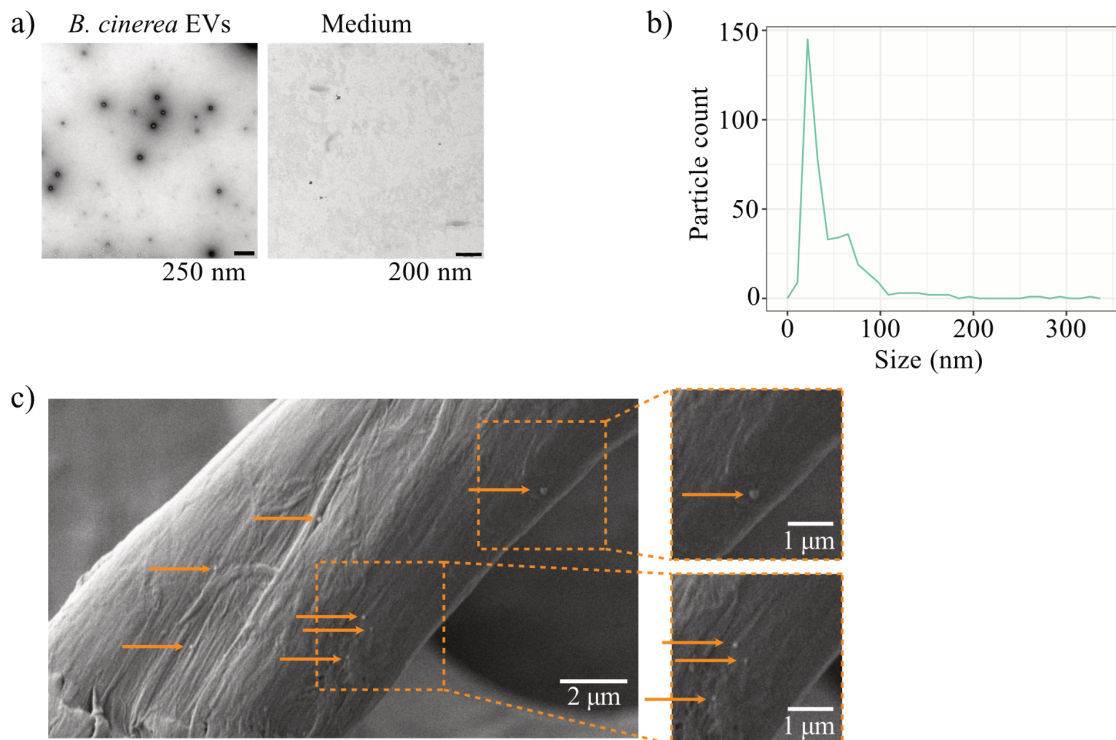 a)
B. cinerea EVs
Medium
250 nm
200 nm
b)
Particle count
150
100
50
0
0 100 200 300
Size (nm)
c)
2 μm
1 μm
1 μm